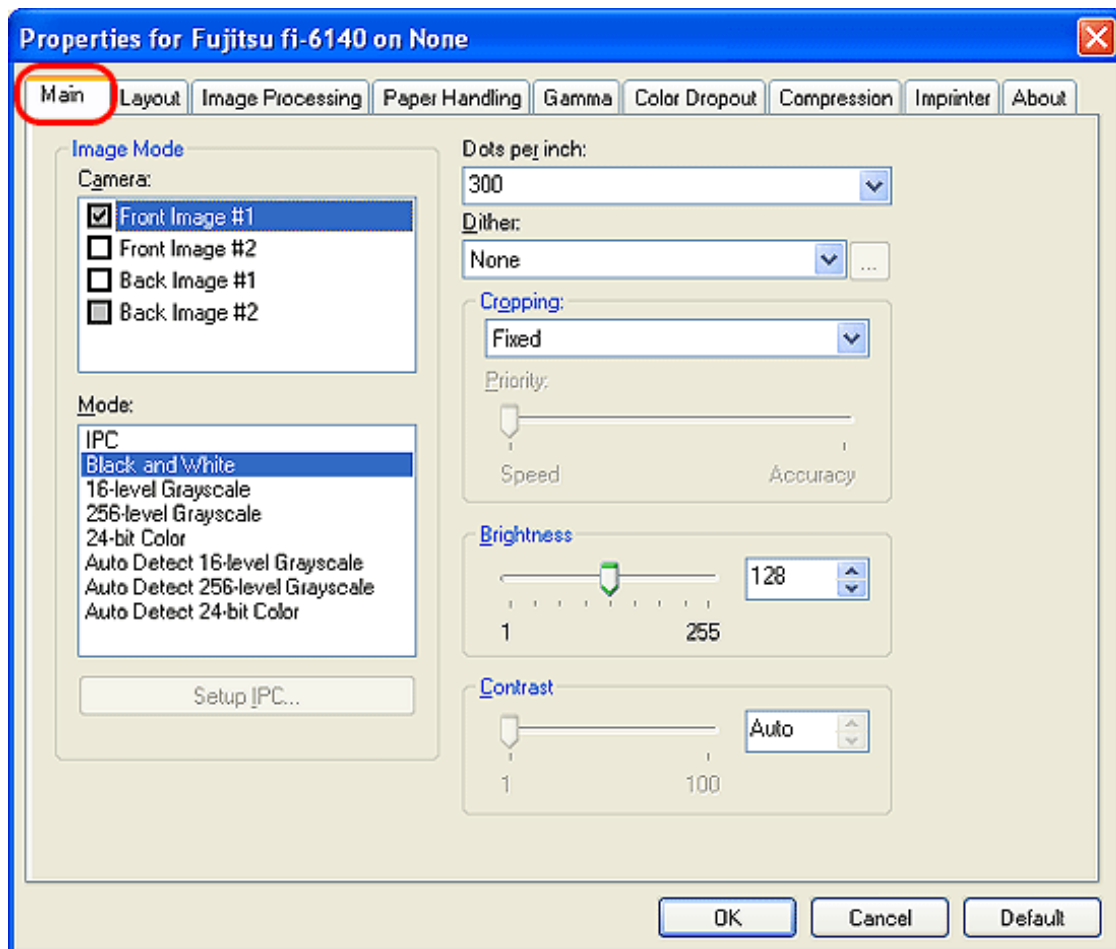 Properties for Fujitsu fi-6140 on None
Main Layout Image Processing Paper Handling Gamma Color Dropout Compression Imprinter About
Image Mode
Camera:
Front Image #1
Front Image #2
Back Image #1
Back Image #2
Mode:
IPC
Black and White
16-level Grayscale
256-level Grayscale
24-bit Color
Auto Detect 16-level Grayscale
Auto Detect 256-level Grayscale
Auto Detect 24-bit Color
Setup IPC...
Dots per inch:
300
Dither:
None
...
Cropping:
Fixed
Priority:
Speed Accuracy
Brightness
128
1 255
Contrast
Auto
1 100
OK Cancel Default